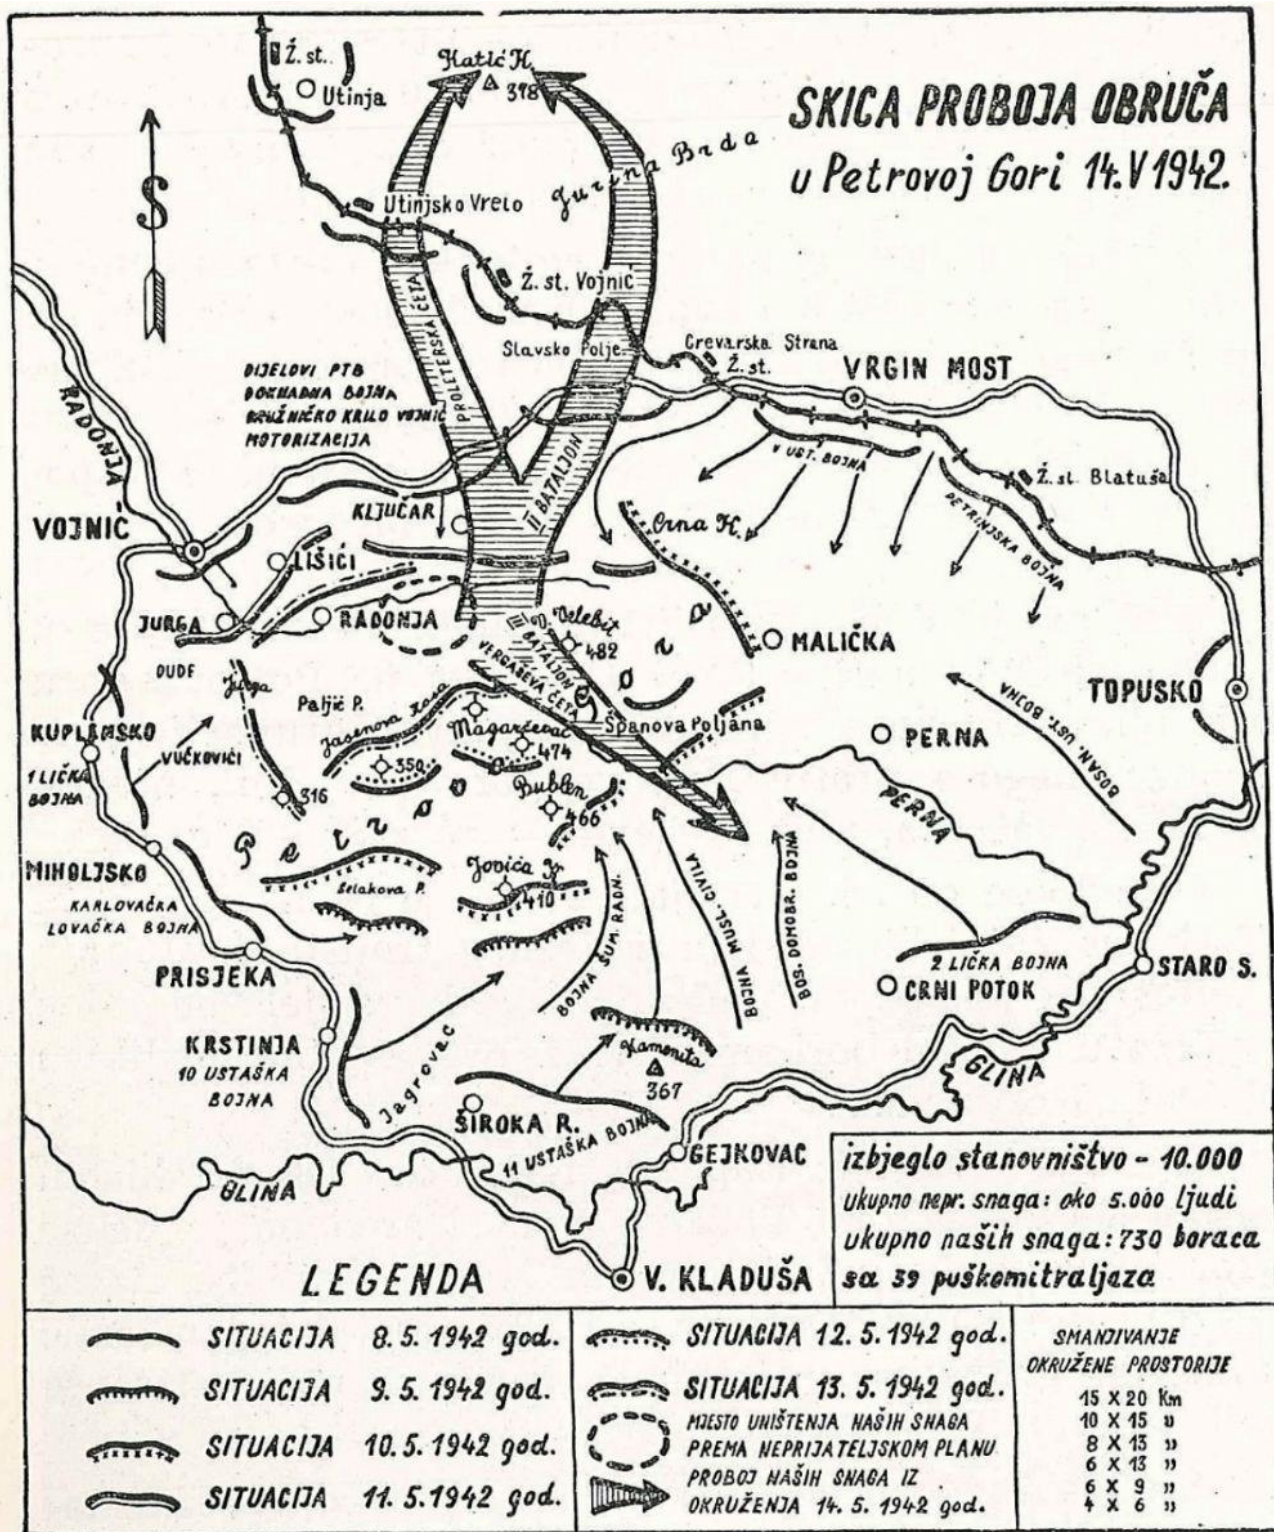 SKICA PROBOJA OBRUČA
u Petrovoj Gori 14.V 1942.
Ž. st.
Utinja
Katić K.
378
S
Utinjsko Vrelo
Ž. st. Vojnić
Slavsko Polje
Crevarska Strana
Ž. st.
VRGIN MOST
DIJELOVI PTB
DOKNADNA BOJNA
ORUŽNIČKO KRILO VOJNIĆ
MOTORIZACIJA
PROLETERSKA ČETA
II BATALJON
RADONJA
VOJNIĆ
KLJUČAR
Crna K.
V UST. BOJNA
Ž. st. Blatuša
PETRINJSKA BOJNA
LIŠIĆI
JURGA
RADONJA
Velebit
482
III
BATALJON
VERGAŠEVA ČETA
MALIČKA
TOPUSKO
DUDE
Jurga
Paljić P.
Jasenova Kosa
Magarčevac
474
Španova Poljana
PERNA
BOSAN. UST. BOJNA
KUPLENSKO
VUČKOVIĆI
1 LIČKA
BOJNA
350
316
Bublen
466
Petrova gora
PERNA
MIHOLJSKO
KARLOVAČKA
LOVAČKA BOJNA
Šelakova P.
410
BOJNA ŠUM. RADN.
BOJNA MUSL. CIVILA
BOS. DOMOBR. BOJNA
2 LIČKA BOJNA
STARO S.
CRNI POTOK
PRISJEKA
KRSTINJA
10 USTAŠKA
BOJNA
Jagrovac
Kamenita
367
GLINA
ŠIROKA R.
11 USTAŠKA BOJNA
GEJKOVAC
GLINA
V. KLADUŠA
izbjeglo stanovništvo - 10.000
ukupno nepr. snaga: oko 5.000 ljudi
ukupno naših snaga: 730 boraca
sa 39 puškomitraljeza
LEGENDA
SITUACIJA 8. 5. 1942 god.
SITUACIJA 9. 5. 1942 god.
SITUACIJA 10. 5. 1942 god.
SITUACIJA 11. 5. 1942 god.
SITUACIJA 12. 5. 1942 god.
SITUACIJA 13. 5. 1942 god.
MJESTO UNIŠTENJA NAŠIH SNAGA
PREMA NEPRIJATELJSKOM PLANU
PROBOJ NAŠIH SNAGA IZ
OKRUŽENJA 14. 5. 1942 god.
SMANJIVANJE
OKRUŽENE PROSTORIJE
15 X 20 Km
10 X 15 "
8 X 13 "
6 X 13 "
6 X 9 "
4 X 6 "